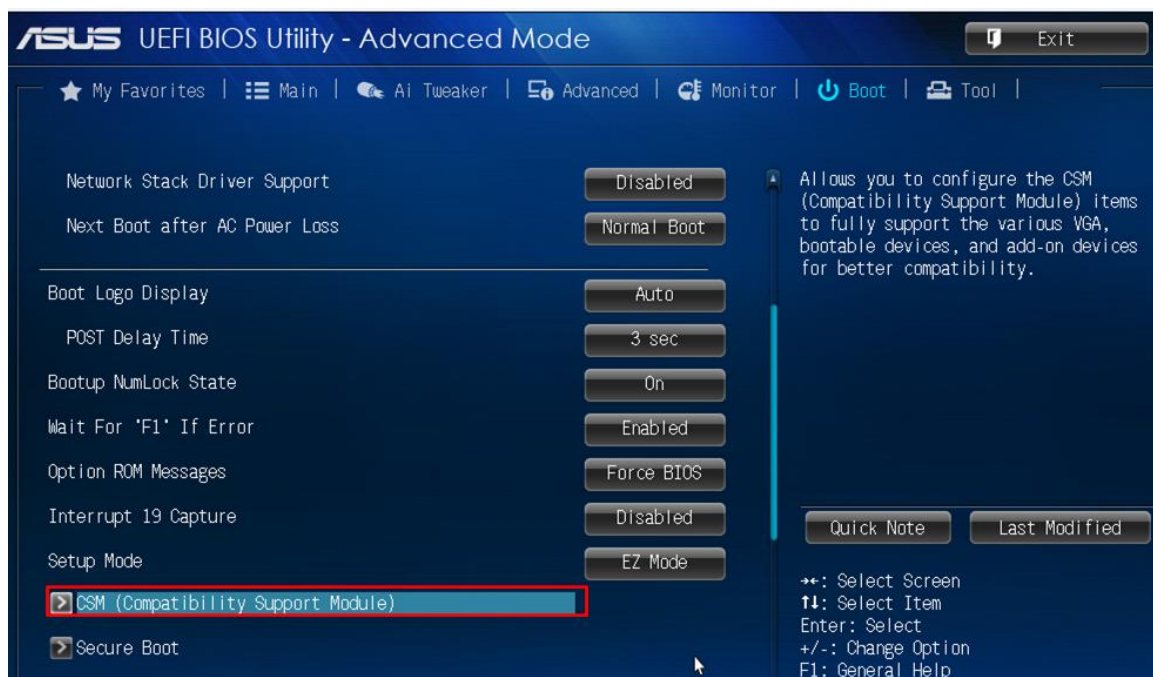 ASUS UEFI BIOS Utility - Advanced Mode Exit
My Favorites | Main | Ai Tweaker | Advanced | Monitor | Boot | Tool |
Network Stack Driver Support Disabled
Next Boot after AC Power Loss Normal Boot
Boot Logo Display Auto
POST Delay Time 3 sec
Bootup NumLock State On
Wait For 'F1' If Error Enabled
Option ROM Messages Force BIOS
Interrupt 19 Capture Disabled
Setup Mode EZ Mode
CSM (Compatibility Support Module)
Secure Boot
Allows you to configure the CSM
(Compatibility Support Module) items
to fully support the various VGA,
bootable devices, and add-on devices
for better compatibility.
Quick Note Last Modified
→←: Select Screen
↑↓: Select Item
Enter: Select
+/-: Change Option
F1: General Help